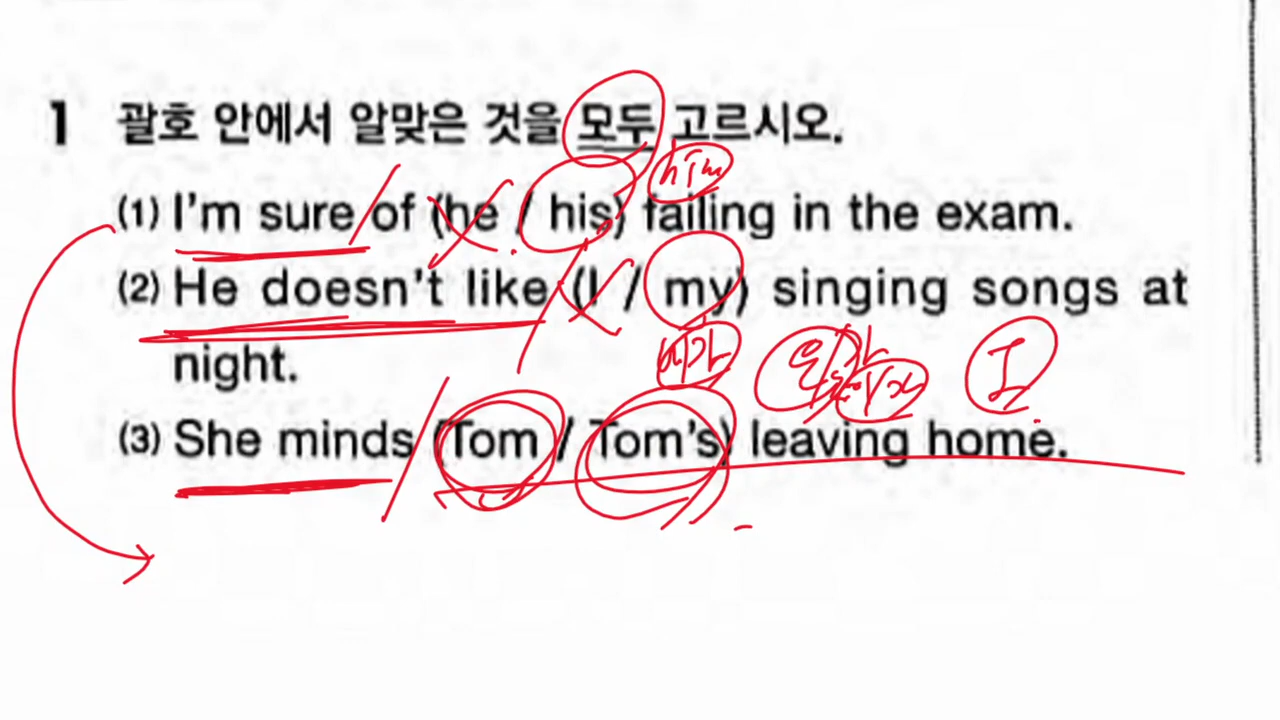 1 괄호 안에서 알맞은 것을 모두 고르시오.
him
(1) I'm sure of (he / his) failing in the exam.
(2) He doesn't like (I / my) singing songs at
night.
(3) She minds (Tom / Tom's) leaving home.